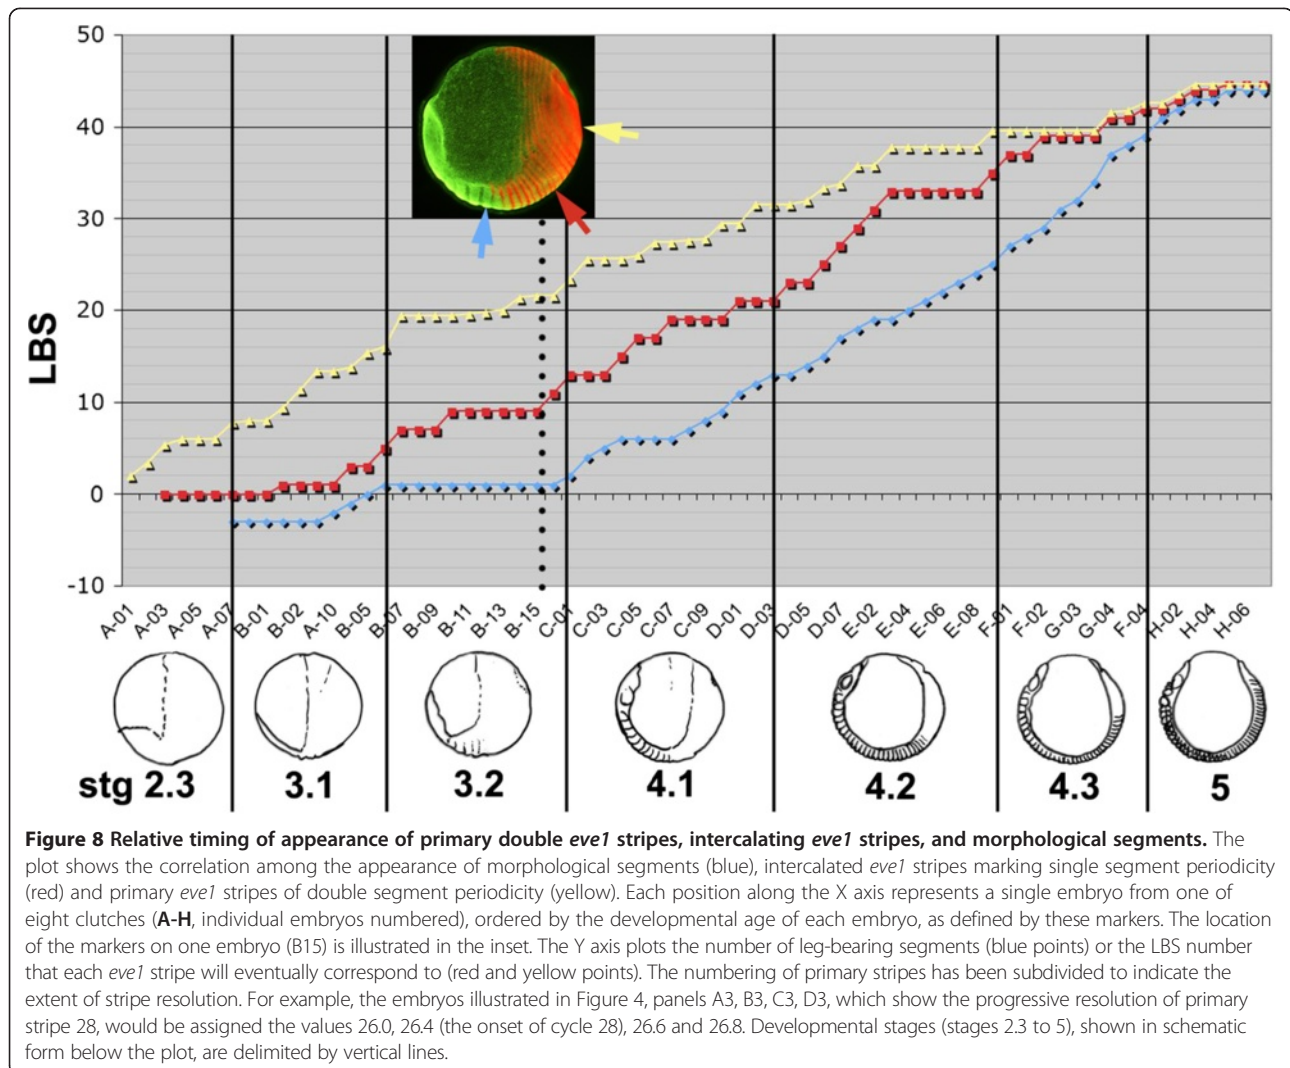 50
40
30
20
10
0
-10
LBS
A-01 A-03 A-05 A-07 B-01 B-02 A-10 B-05 B-07 B-09 B-11 B-13 B-15 C-01 C-03 C-05 C-07 C-09 D-01 D-03 D-05 D-07 E-02 E-04 E-06 E-08 F-01 F-02 G-03 G-04 F-04 H-02 H-04 H-06
stg 2.3 3.1 3.2 4.1 4.2 4.3 5
Figure 8 Relative timing of appearance of primary double eve1 stripes, intercalating eve1 stripes, and morphological segments. The
plot shows the correlation among the appearance of morphological segments (blue), intercalated eve1 stripes marking single segment periodicity
(red) and primary eve1 stripes of double segment periodicity (yellow). Each position along the X axis represents a single embryo from one of
eight clutches (A-H, individual embryos numbered), ordered by the developmental age of each embryo, as defined by these markers. The location
of the markers on one embryo (B15) is illustrated in the inset. The Y axis plots the number of leg-bearing segments (blue points) or the LBS number
that each eve1 stripe will eventually correspond to (red and yellow points). The numbering of primary stripes has been subdivided to indicate the
extent of stripe resolution. For example, the embryos illustrated in Figure 4, panels A3, B3, C3, D3, which show the progressive resolution of primary
stripe 28, would be assigned the values 26.0, 26.4 (the onset of cycle 28), 26.6 and 26.8. Developmental stages (stages 2.3 to 5), shown in schematic
form below the plot, are delimited by vertical lines.